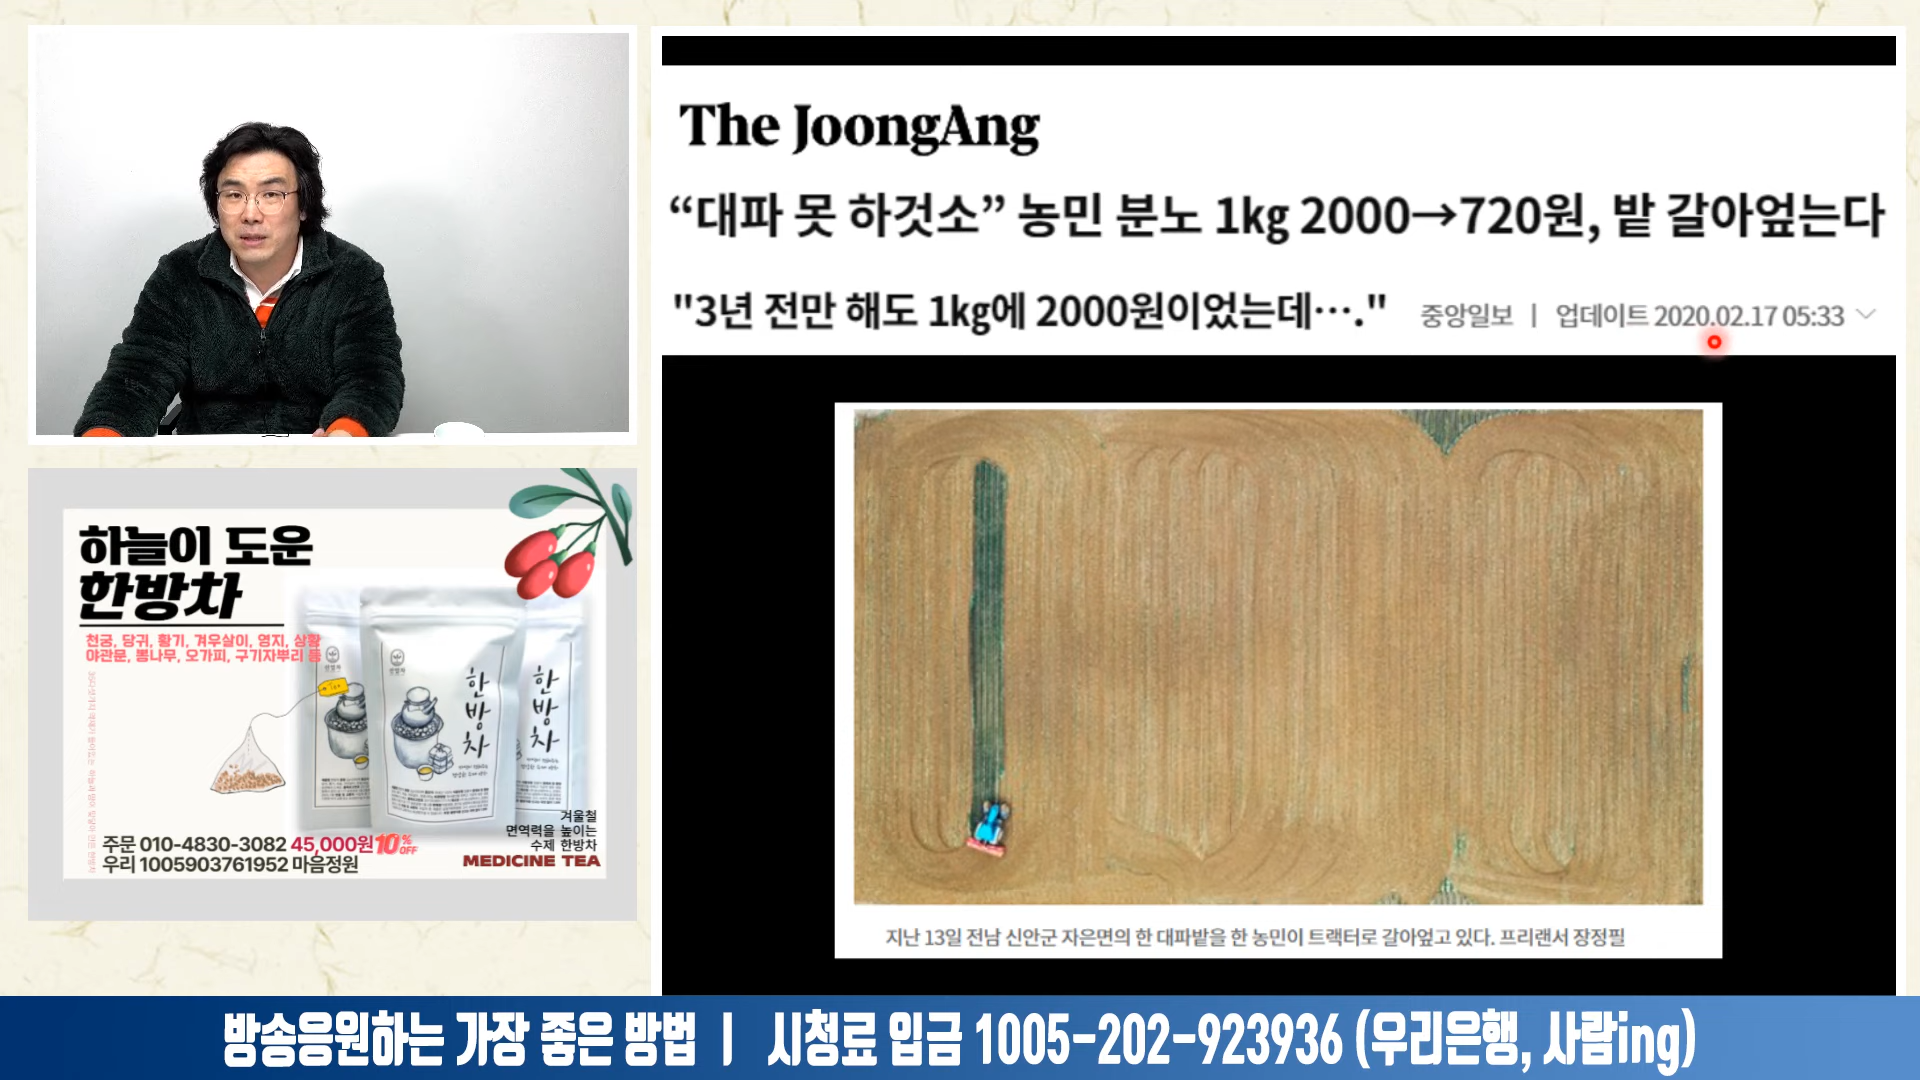 The JoongAng
“대파 못 하것소” 농민 분노 1kg 2000→720원, 밭 갈아엎는다
"3년 전만 해도 1kg에 2000원이었는데…."
중앙일보 | 업데이트 2020.02.17 05:33
지난 13일 전남 신안군 자은면의 한 대파밭을 한 농민이 트랙터로 갈아엎고 있다. 프리랜서 장정필
하늘이 도운
한방차
천궁, 당귀, 황기, 겨우살이, 영지, 상황
야관문, 뽕나무, 오가피, 구기자뿌리 등
한방차
한방차
겨울철
면역력을 높이는
수제 한방차
MEDICINE TEA
주문 010-4830-3082 45,000원 10% OFF
우리 1005903761952 마음정원
방송응원하는 가장 좋은 방법 | 시청료 입금 1005-202-923936 (우리은행, 사람ing)